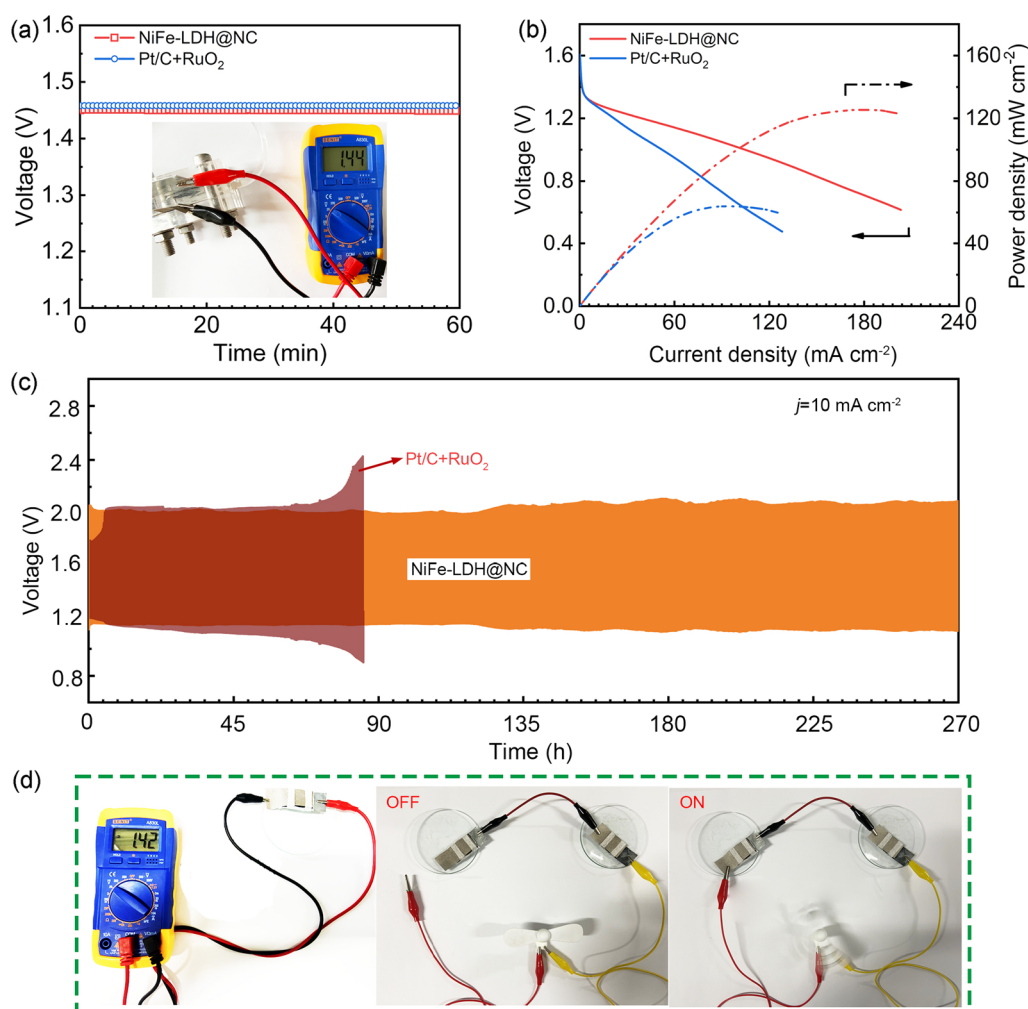 (a)
1.6
1.5
1.4
1.3
1.2
1.1
Voltage (V)
NiFe-LDH@NC
Pt/C+RuO₂
1.44
A830L
0 20 40 60
Time (min)
(b)
1.6
1.2
0.8
0.4
0.0
Voltage (V)
NiFe-LDH@NC
Pt/C+RuO₂
160
120
80
40
0
Power density (mW cm⁻²)
0 60 120 180 240
Current density (mA cm⁻²)
(c)
2.8
2.4
2.0
1.6
1.2
0.8
Voltage (V)
j=10 mA cm⁻²
Pt/C+RuO₂
NiFe-LDH@NC
0 45 90 135 180 225 270
Time (h)
(d)
1.42
A830L
OFF
ON